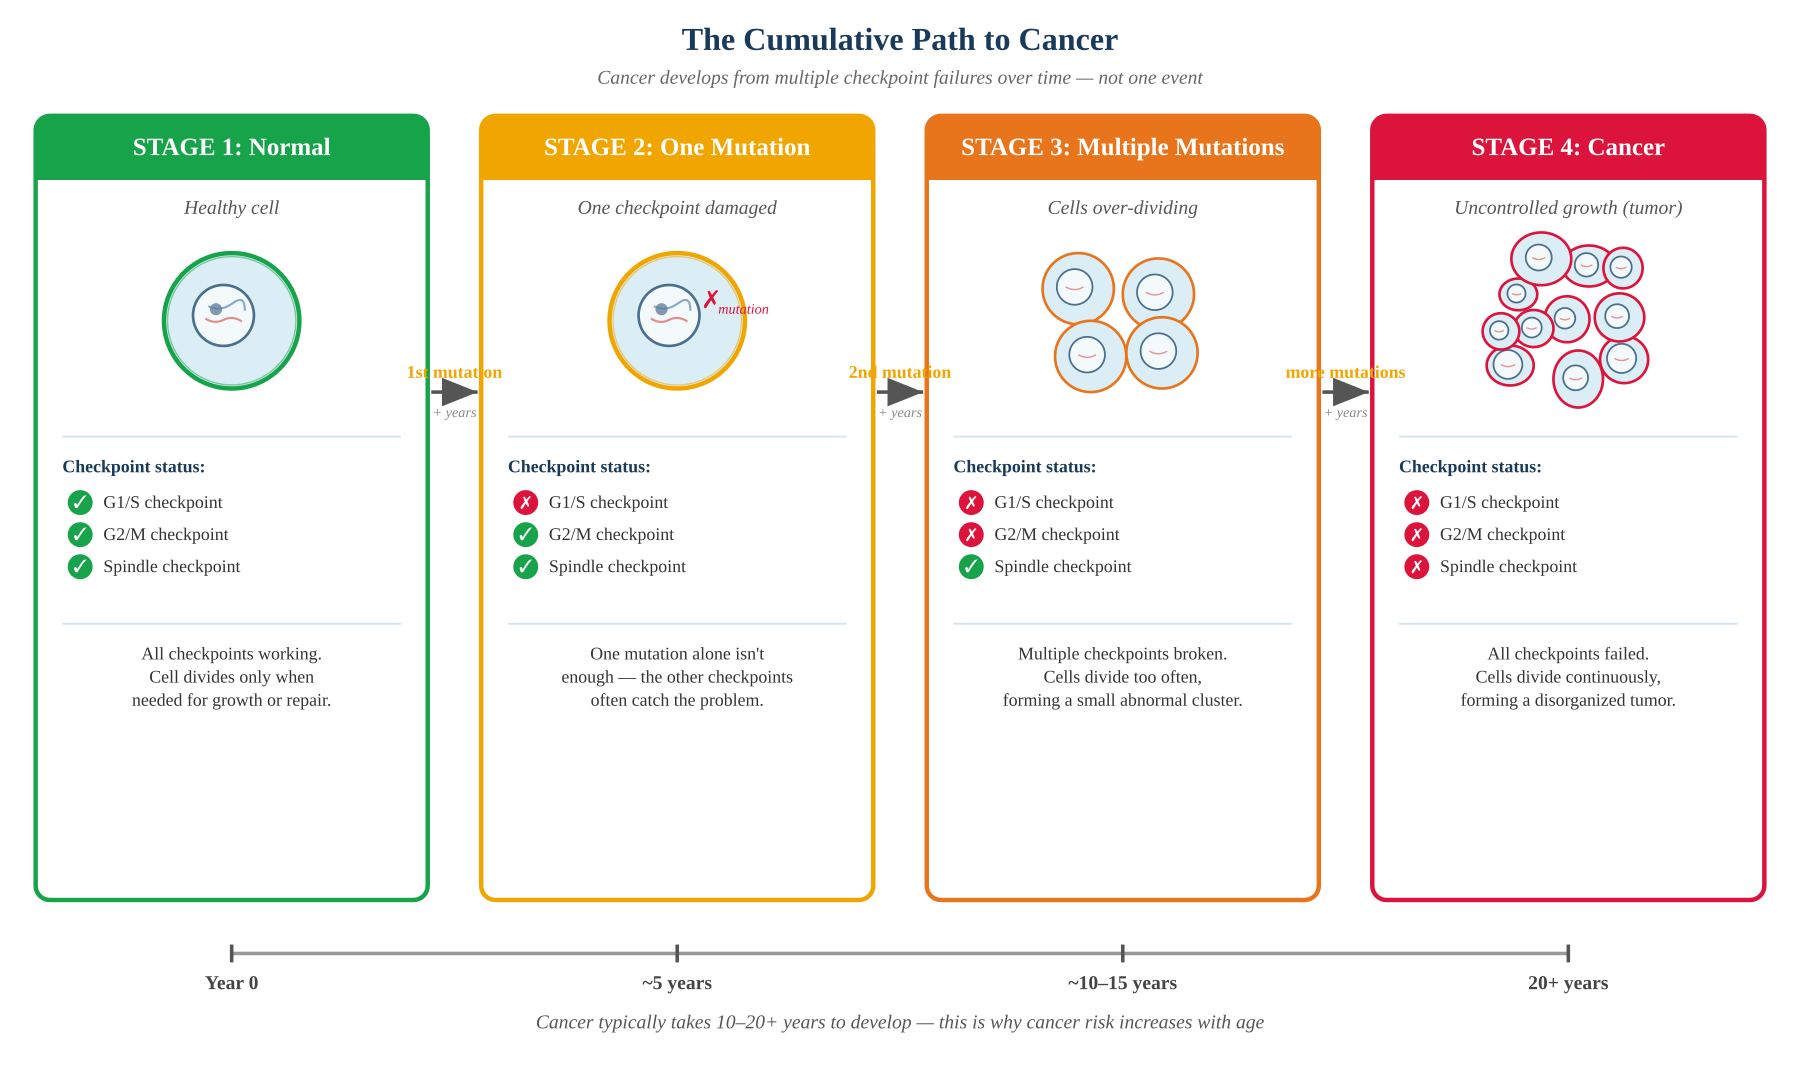 The Cumulative Path to Cancer
Cancer develops from multiple checkpoint failures over time — not one event
STAGE 1: Normal
Healthy cell
Checkpoint status:
✓ G1/S checkpoint
✓ G2/M checkpoint
✓ Spindle checkpoint
All checkpoints working.
Cell divides only when
needed for growth or repair.
1st mutation
+ years
STAGE 2: One Mutation
One checkpoint damaged
✗ mutation
Checkpoint status:
✗ G1/S checkpoint
✓ G2/M checkpoint
✓ Spindle checkpoint
One mutation alone isn't
enough — the other checkpoints
often catch the problem.
2nd mutation
+ years
STAGE 3: Multiple Mutations
Cells over-dividing
Checkpoint status:
✗ G1/S checkpoint
✗ G2/M checkpoint
✓ Spindle checkpoint
Multiple checkpoints broken.
Cells divide too often,
forming a small abnormal cluster.
more mutations
+ years
STAGE 4: Cancer
Uncontrolled growth (tumor)
Checkpoint status:
✗ G1/S checkpoint
✗ G2/M checkpoint
✗ Spindle checkpoint
All checkpoints failed.
Cells divide continuously,
forming a disorganized tumor.
Year 0
~5 years
~10–15 years
20+ years
Cancer typically takes 10–20+ years to develop — this is why cancer risk increases with age